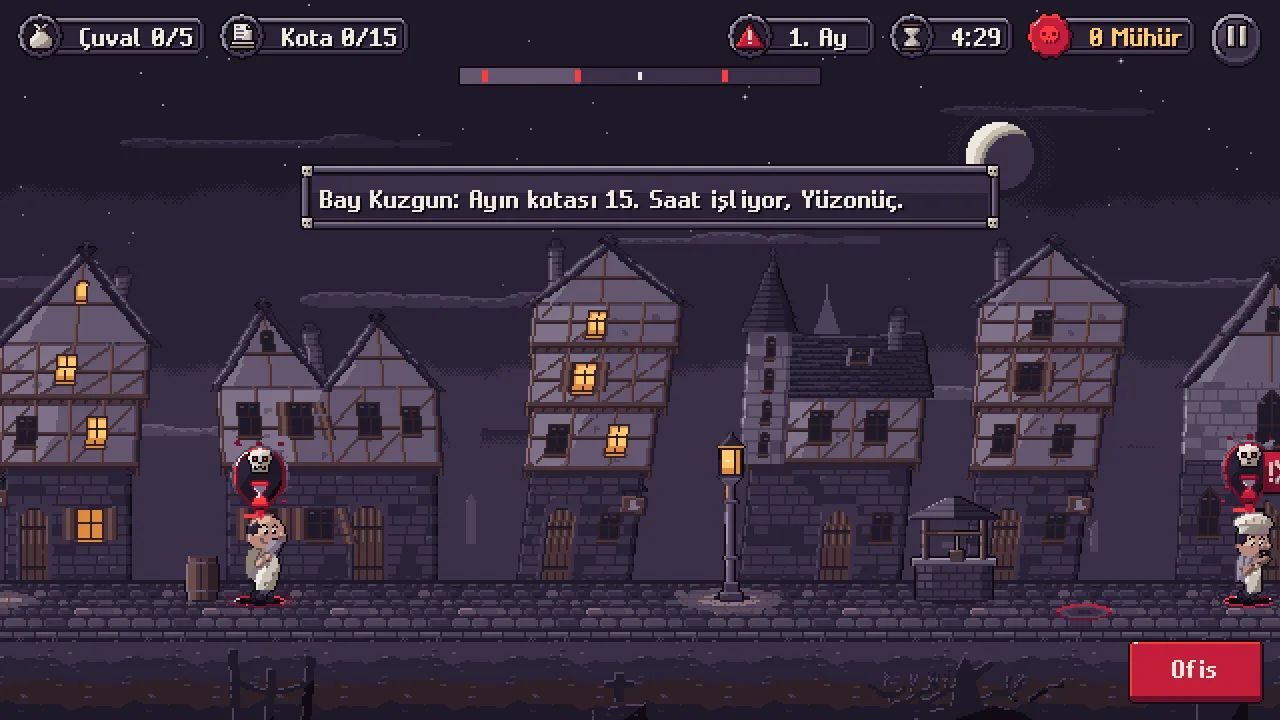 Çuval 0/5
Kota 0/15
1. Ay
4:29
0 Mühür
Bay Kuzgun: Ayın kotası 15. Saat işliyor, Yüzonüç.
Ofis